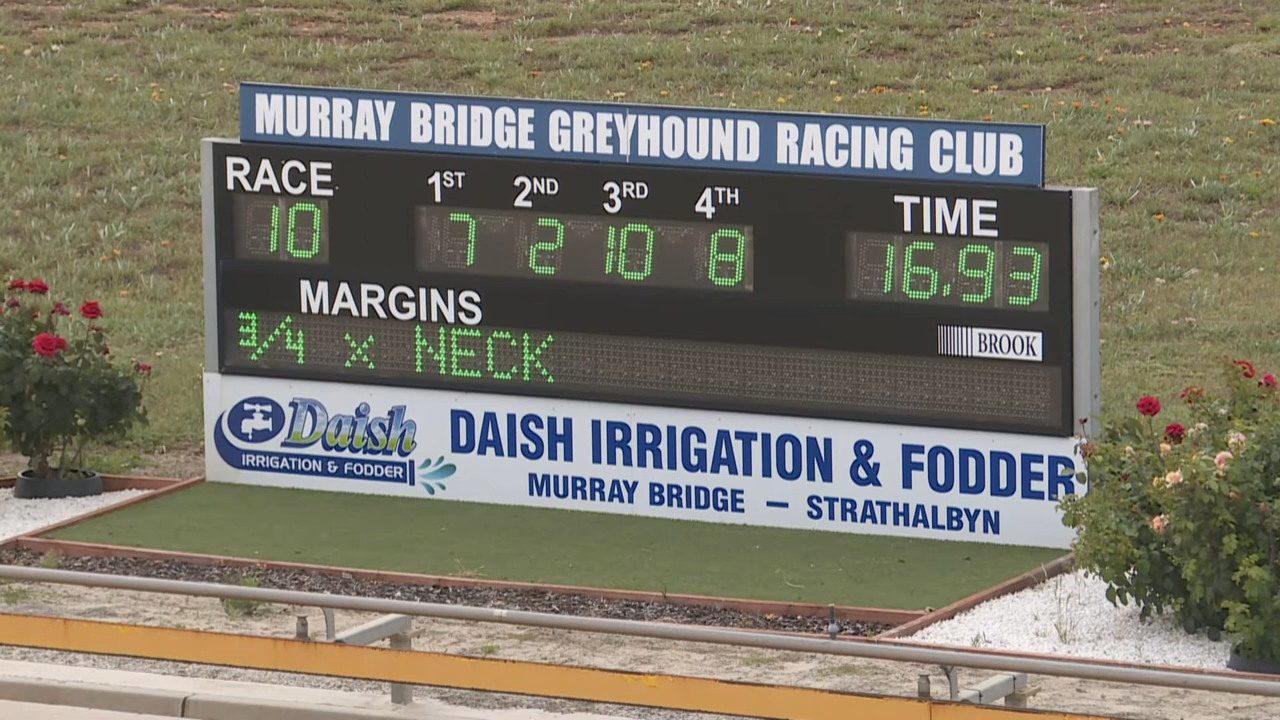 MURRAY BRIDGE GREYHOUND RACING CLUB
RACE 1ST 2ND 3RD 4TH TIME
10 7 2 10 8 16.93
MARGINS
3/4 x NECK
BROOK
Daish
IRRIGATION & FODDER
DAISH IRRIGATION & FODDER
MURRAY BRIDGE – STRATHALBYN